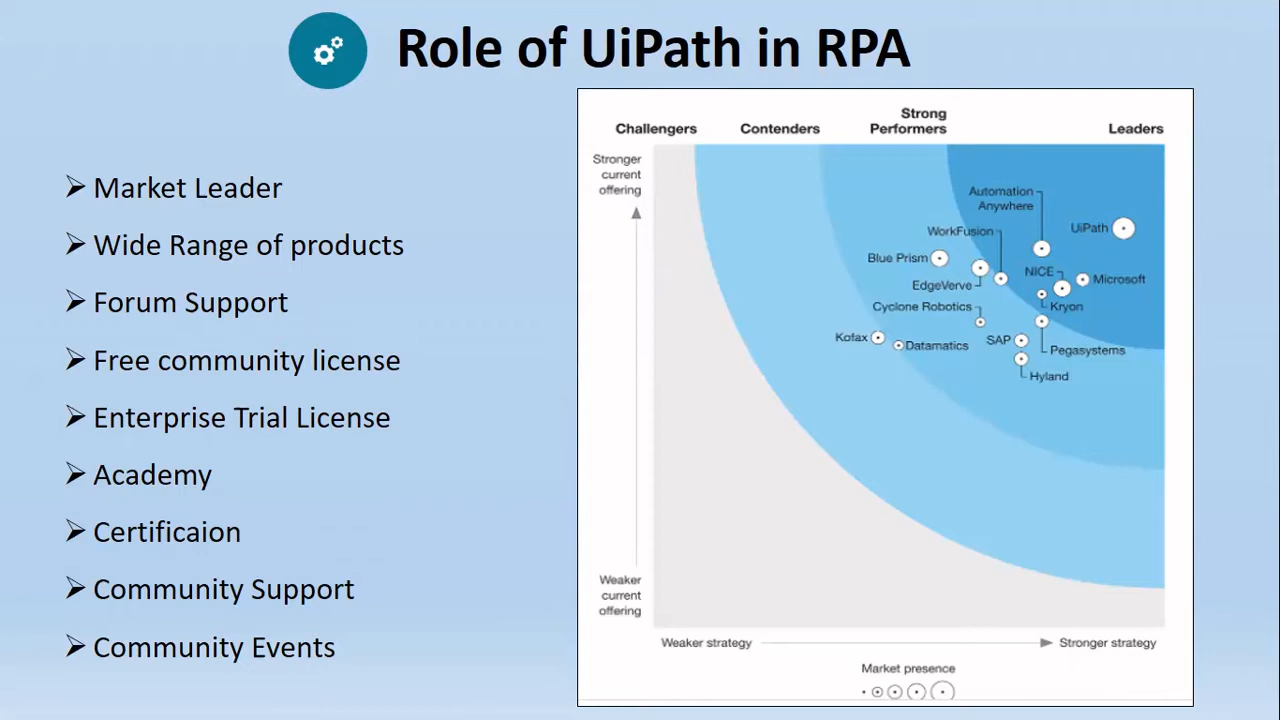 Role of UiPath in RPA
Market Leader
Wide Range of products
Forum Support
Free community license
Enterprise Trial License
Academy
Certificaion
Community Support
Community Events
Challengers
Contenders
Strong
Performers
Leaders
Stronger
current
offering
Automation
Anywhere
UiPath
WorkFusion
Blue Prism
NICE
Microsoft
EdgeVerve
Kryon
Cyclone Robotics
Kofax
Datamatics
SAP
Pegasystems
Hyland
Weaker
current
offering
Weaker strategy
Stronger strategy
Market presence